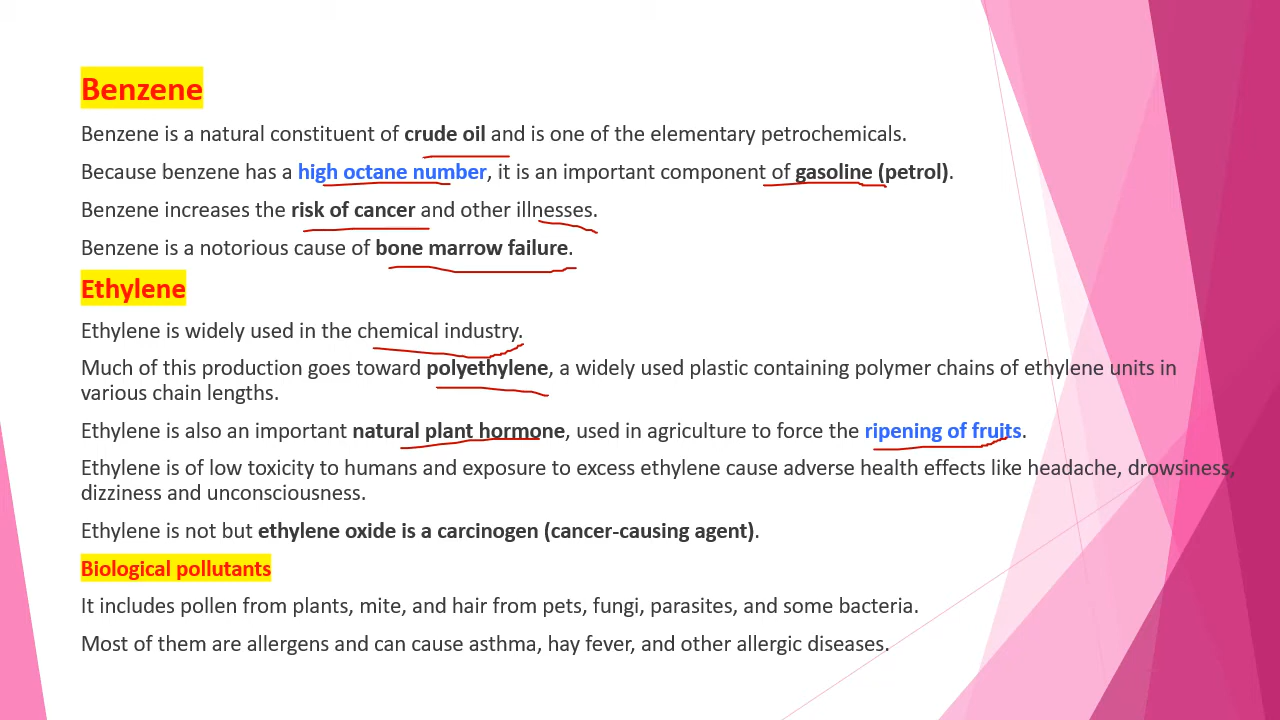 Benzene
Benzene is a natural constituent of crude oil and is one of the elementary petrochemicals.
Because benzene has a high octane number, it is an important component of gasoline (petrol).
Benzene increases the risk of cancer and other illnesses.
Benzene is a notorious cause of bone marrow failure.
Ethylene
Ethylene is widely used in the chemical industry.
Much of this production goes toward polyethylene, a widely used plastic containing polymer chains of ethylene units in
various chain lengths.
Ethylene is also an important natural plant hormone, used in agriculture to force the ripening of fruits.
Ethylene is of low toxicity to humans and exposure to excess ethylene cause adverse health effects like headache, drowsiness,
dizziness and unconsciousness.
Ethylene is not but ethylene oxide is a carcinogen (cancer-causing agent).
Biological pollutants
It includes pollen from plants, mite, and hair from pets, fungi, parasites, and some bacteria.
Most of them are allergens and can cause asthma, hay fever, and other allergic diseases.